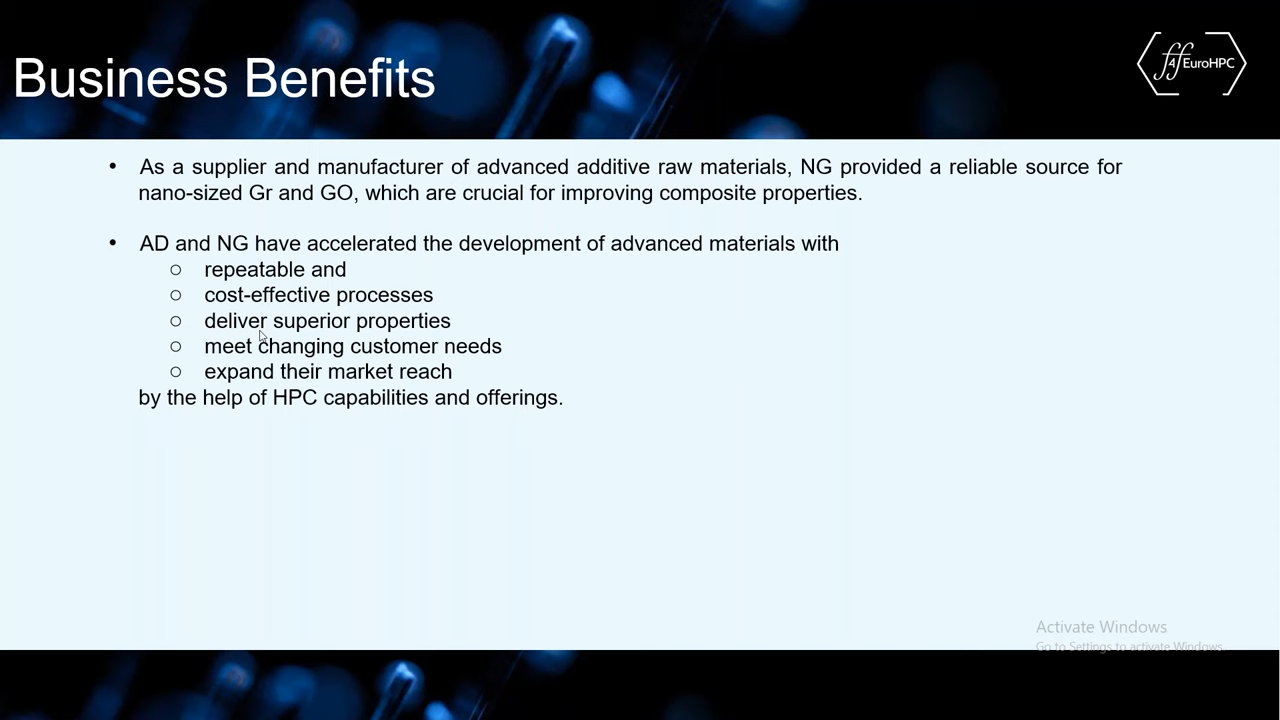 Business Benefits
ff4EuroHPC
• As a supplier and manufacturer of advanced additive raw materials, NG provided a reliable source for
nano-sized Gr and GO, which are crucial for improving composite properties.
• AD and NG have accelerated the development of advanced materials with
○ repeatable and
○ cost-effective processes
○ deliver superior properties
○ meet changing customer needs
○ expand their market reach
by the help of HPC capabilities and offerings.
Activate Windows
Go to Settings to activate Windows.